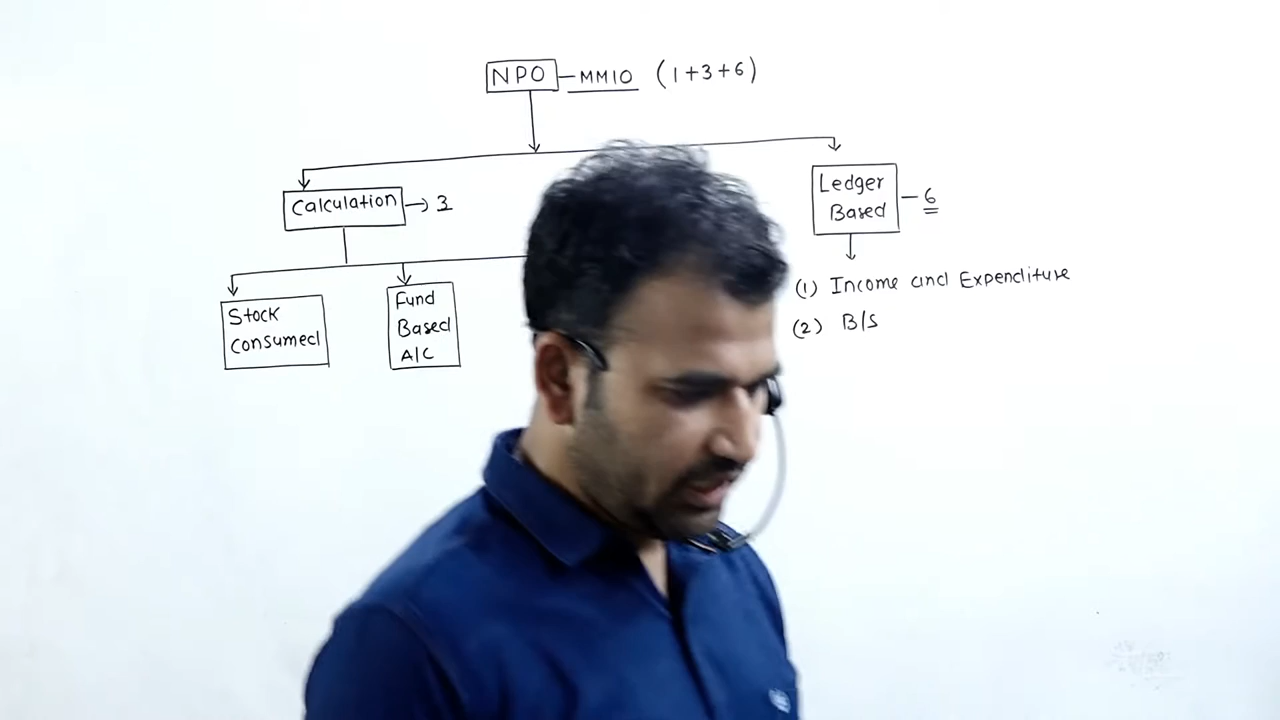 NPO - MM10 (1+3+6)
Calculation → 3
Stock
Consumed
Fund
Based
A/C
Ledger
Based - 6
(1) Income and Expenditure
(2) B/S